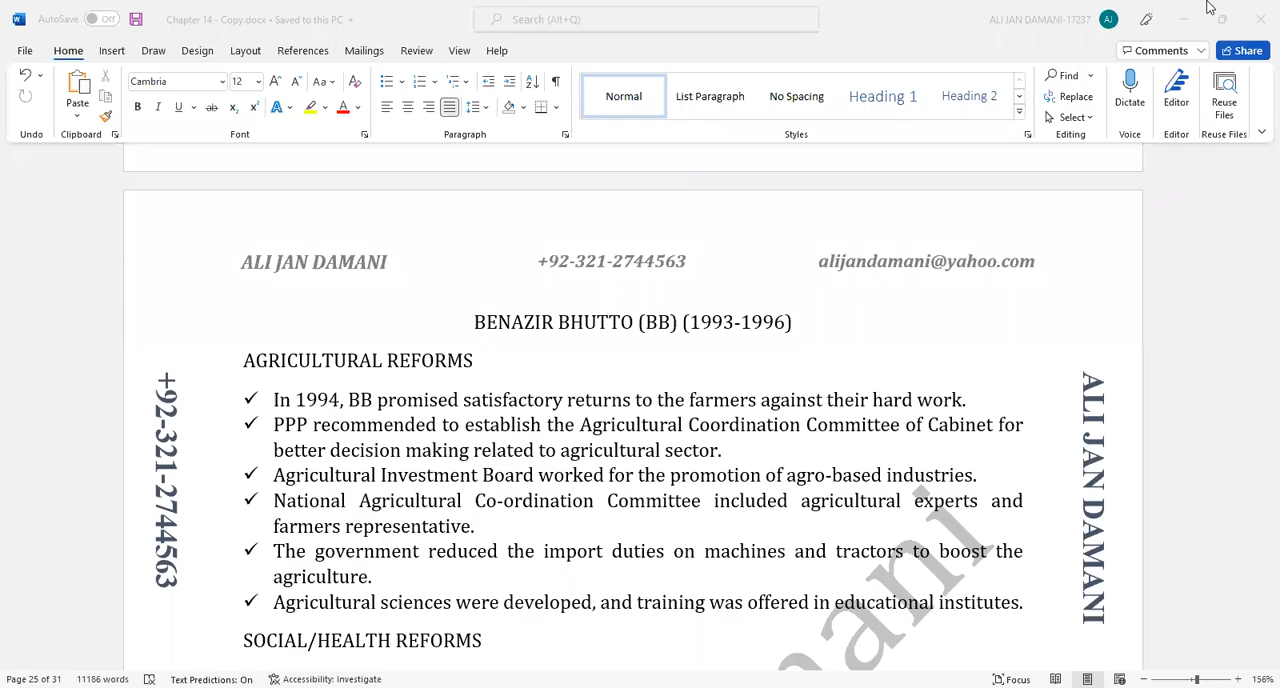 AutoSave Off Chapter 14 - Copy.docx • Saved to this PC Search (Alt+Q) ALI JAN DAMANI-17237 AJ
File Home Insert Draw Design Layout References Mailings Review View Help Comments Share
Cambria 12 Aa Normal List Paragraph No Spacing Heading 1 Heading 2 Find
Paste B I U ab x₂ x² A A Replace Dictate Editor Reuse Files
Select
Undo Clipboard Font Paragraph Styles Editing Voice Editor Reuse Files
ALI JAN DAMANI +92-321-2744563 alijandamani@yahoo.com
BENAZIR BHUTTO (BB) (1993-1996)
AGRICULTURAL REFORMS
✓ In 1994, BB promised satisfactory returns to the farmers against their hard work.
✓ PPP recommended to establish the Agricultural Coordination Committee of Cabinet for
better decision making related to agricultural sector.
✓ Agricultural Investment Board worked for the promotion of agro-based industries.
✓ National Agricultural Co-ordination Committee included agricultural experts and
farmers representative.
✓ The government reduced the import duties on machines and tractors to boost the
agriculture.
✓ Agricultural sciences were developed, and training was offered in educational institutes.
SOCIAL/HEALTH REFORMS
+92-321-2744563
ALI JAN DAMANI
mani
Page 25 of 31 11186 words Text Predictions: On Accessibility: Investigate Focus 156%